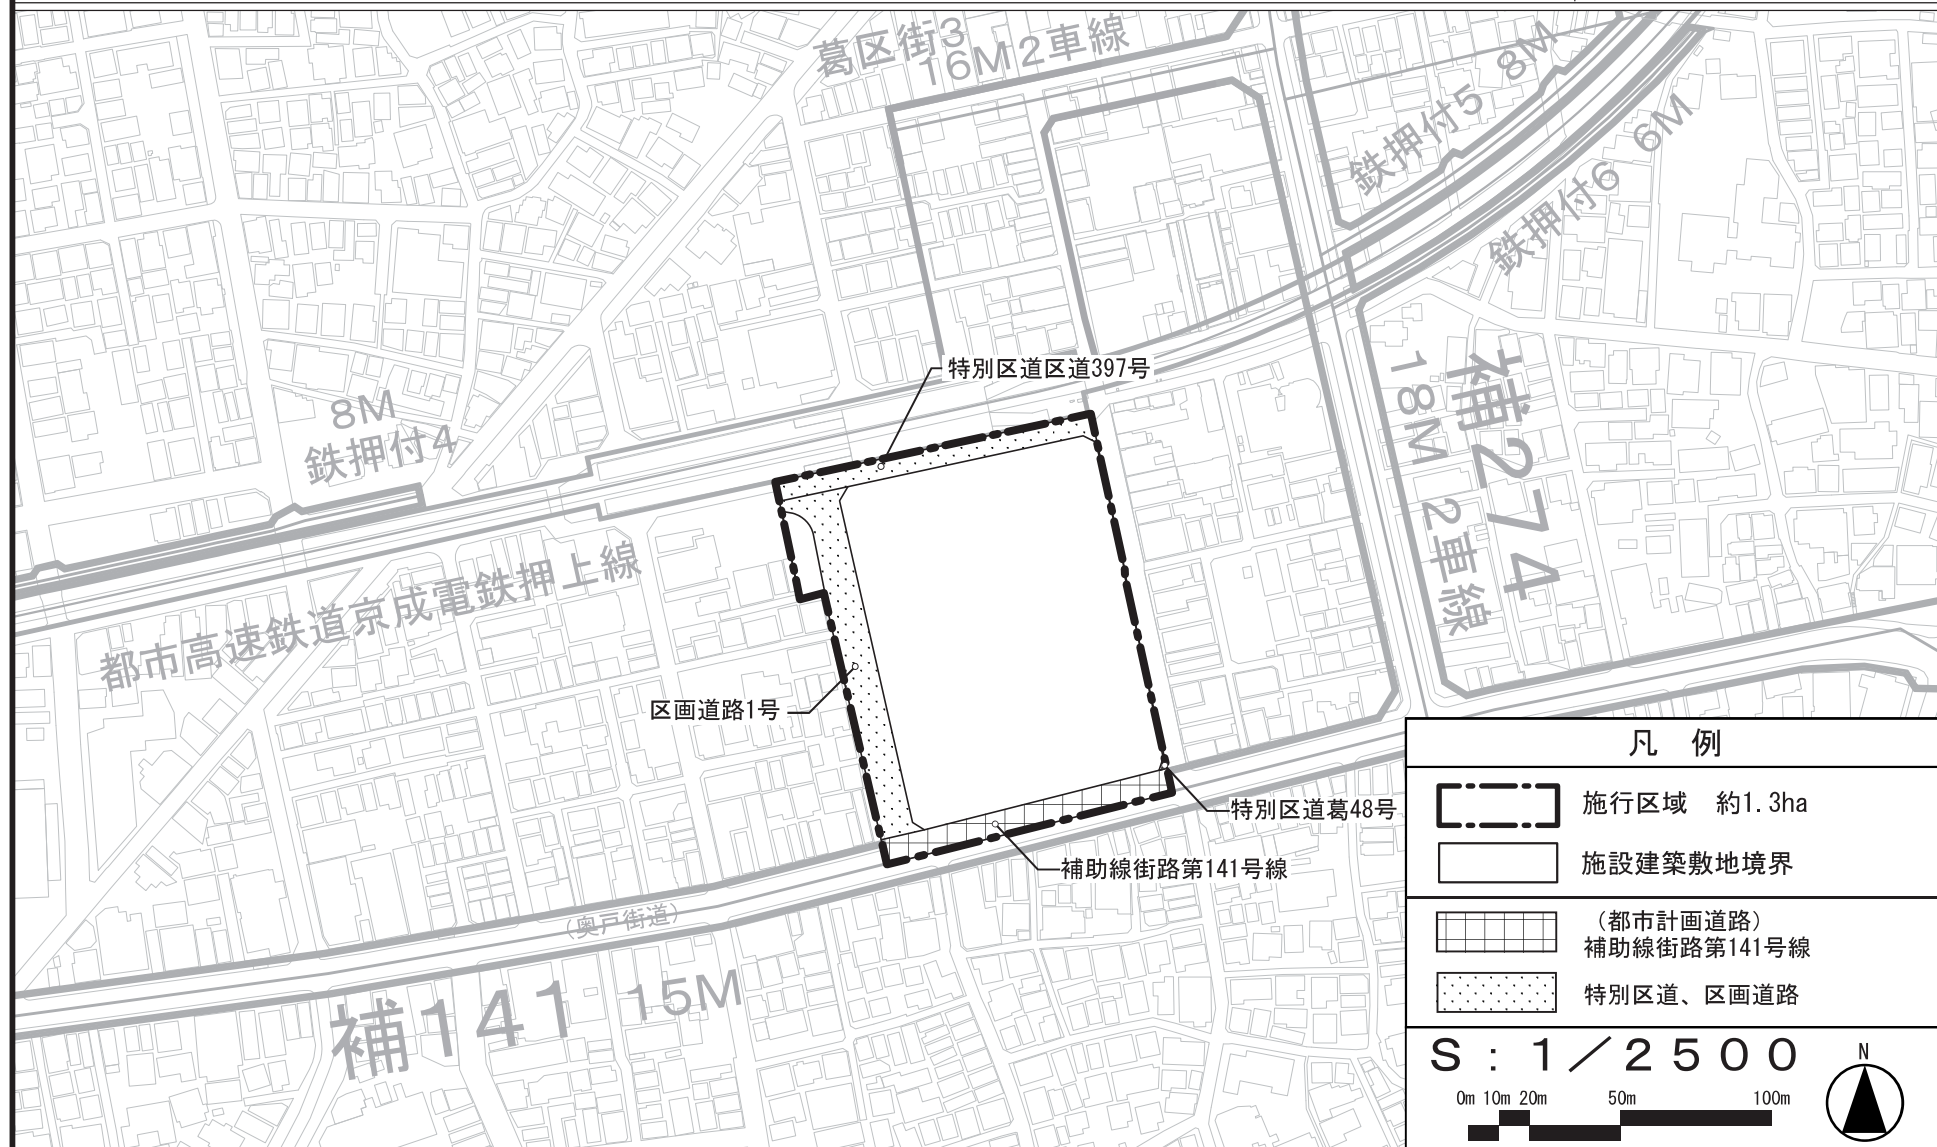 葛区街3
16M2車線
8M
鉄押付5
6M
鉄押付6
特別区道区道397号
8M
鉄押付4
補274
18M 2車線
都市高速鉄道京成電鉄押上線
区画道路1号
特別区道葛48号
補助線街路第141号線
(奥戸街道)
補141 15M
凡 例
施行区域 約1.3ha
施設建築敷地境界
(都市計画道路)
補助線街路第141号線
特別区道、区画道路
S:1/2500
0m 10m 20m 50m 100m
N